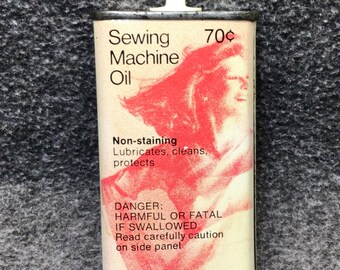 Sewing 70¢
Machine
Oil
Non-staining
Lubricates, cleans,
protects
DANGER:
HARMFUL OR FATAL
IF SWALLOWED.
Read carefully caution
on side panel